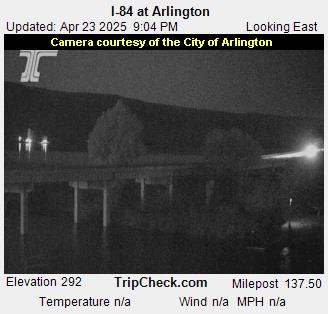 I-84 at Arlington
Updated: Apr 23 2025 9:04 PM Looking East
Camera courtesy of the City of Arlington
Elevation 292 TripCheck.com Milepost 137.50
Temperature n/a Wind n/a MPH n/a